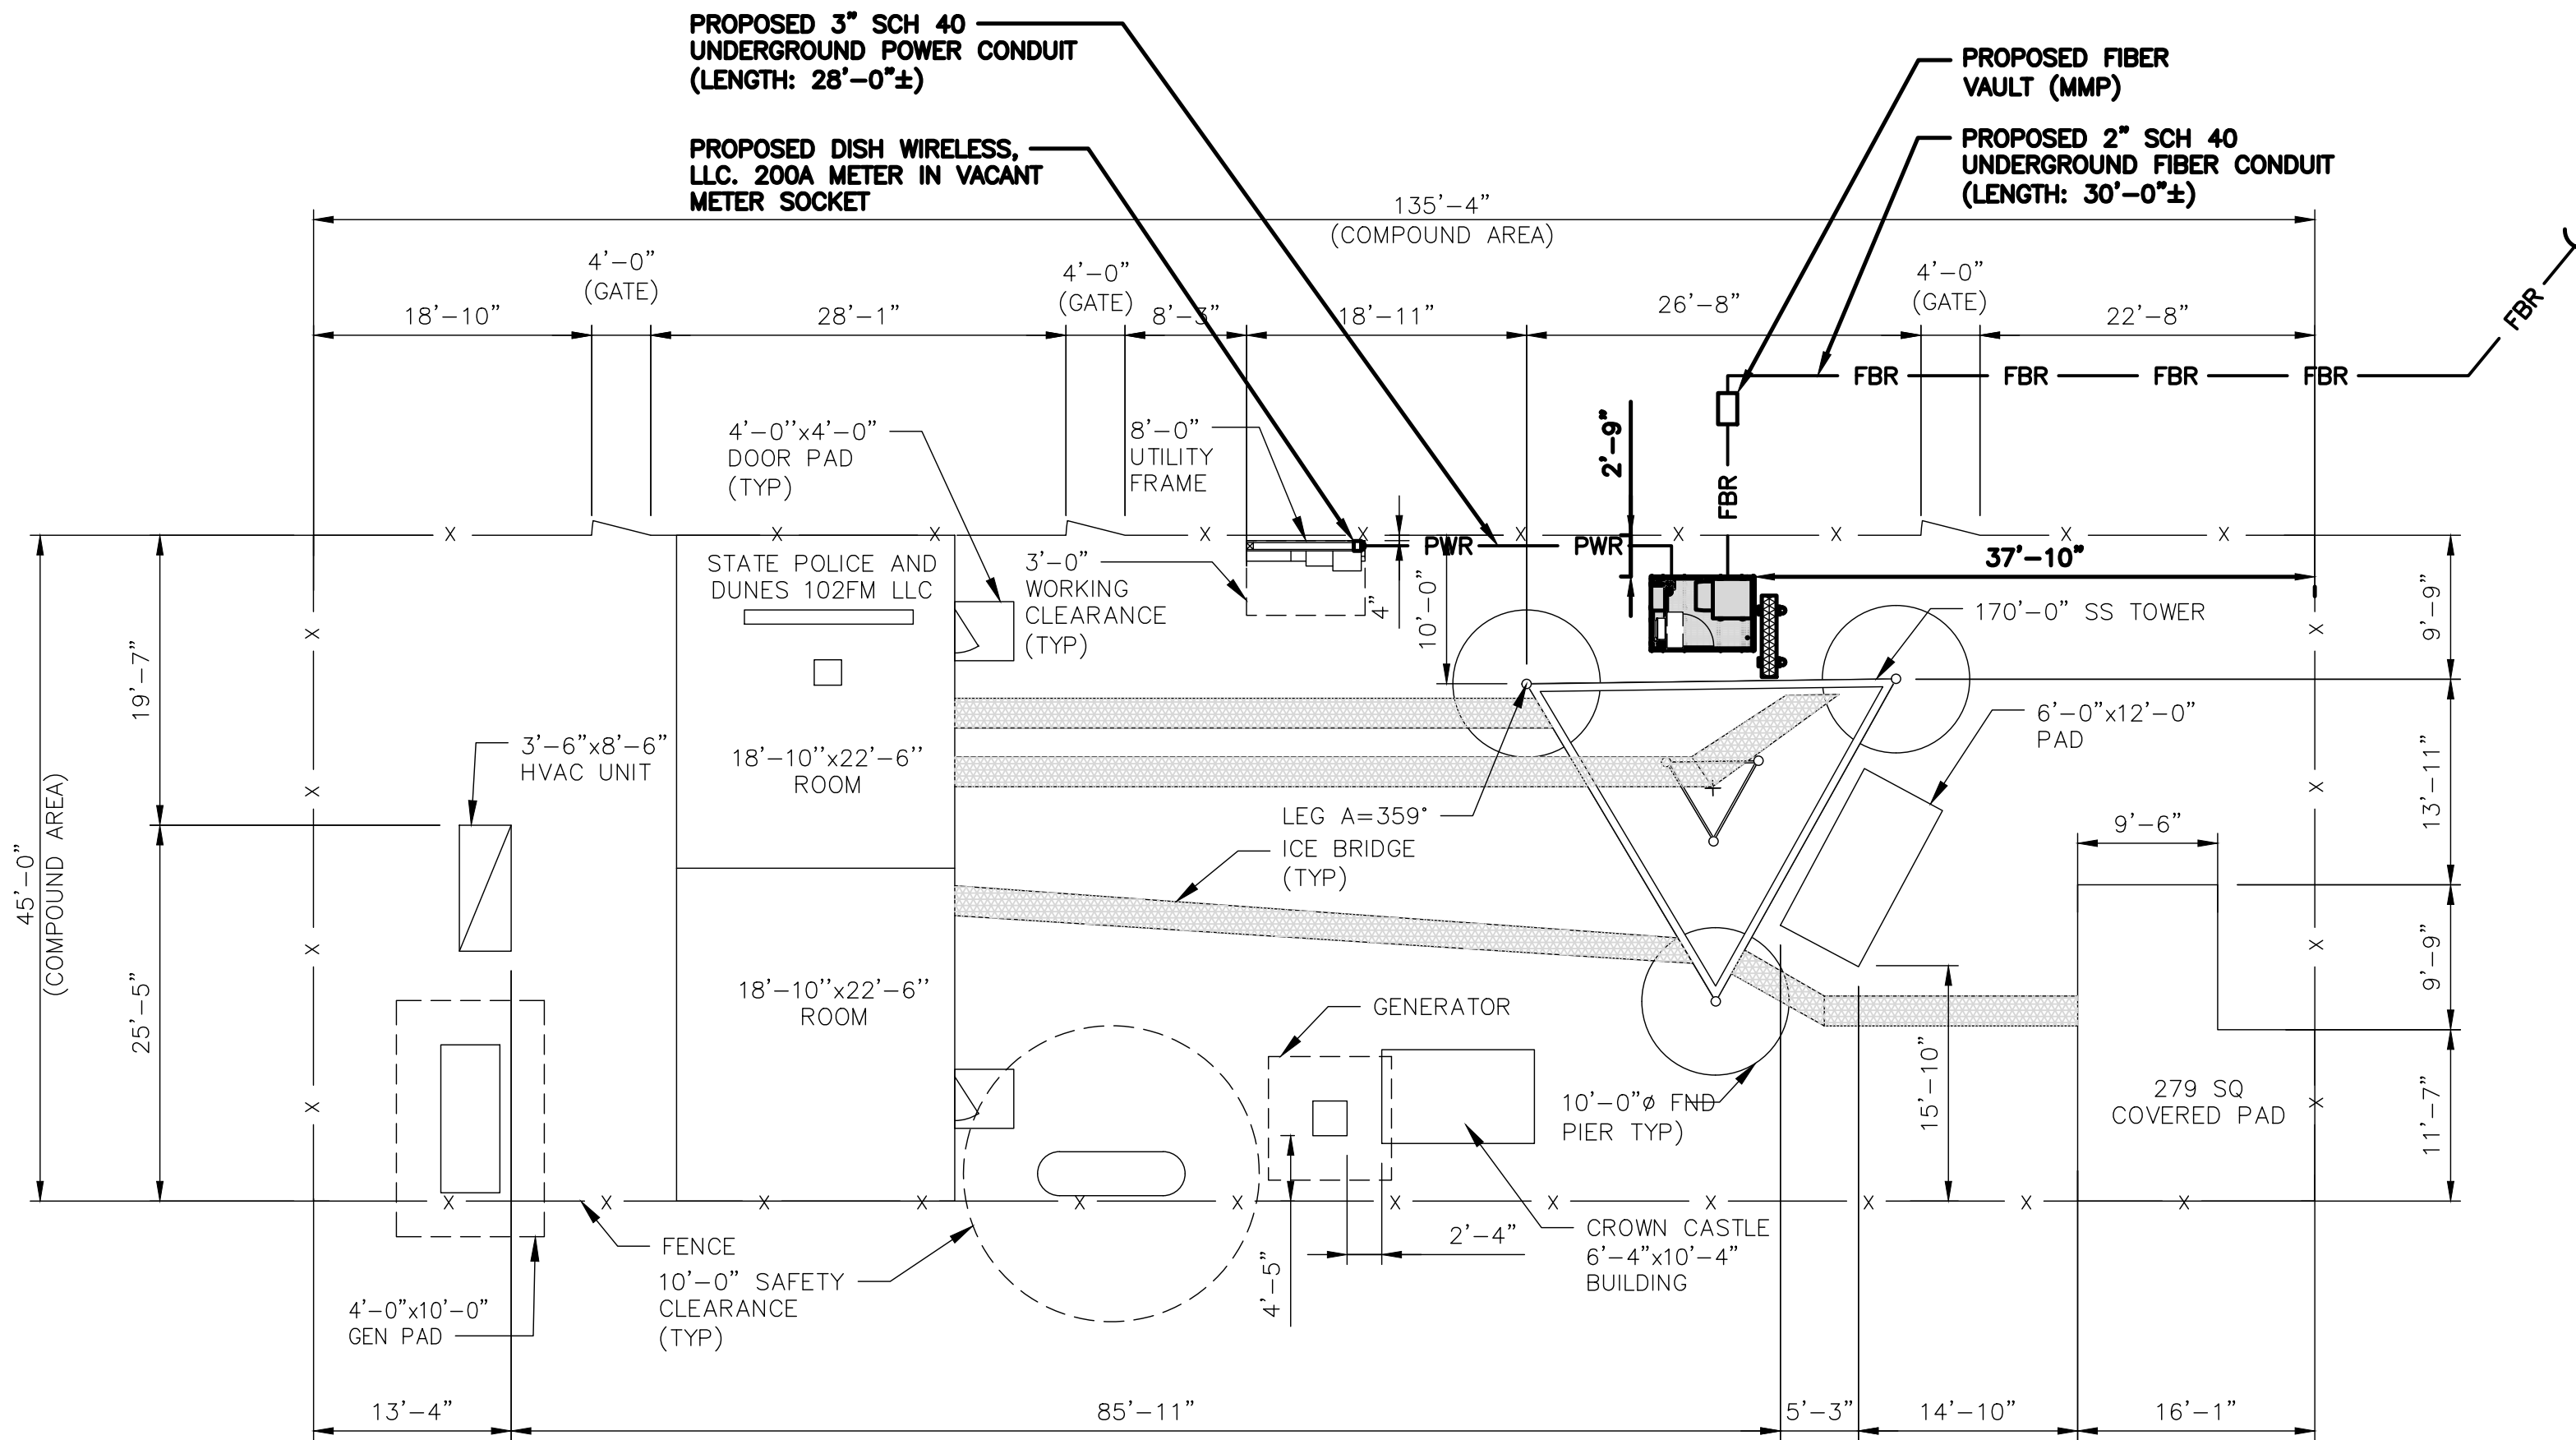 PROPOSED 3" SCH 40
UNDERGROUND POWER CONDUIT
(LENGTH: 28'-0"±)
PROPOSED DISH WIRELESS,
LLC. 200A METER IN VACANT
METER SOCKET
PROPOSED FIBER
VAULT (MMP)
PROPOSED 2" SCH 40
UNDERGROUND FIBER CONDUIT
(LENGTH: 30'-0"±)
135'-4"
(COMPOUND AREA)
4'-0"
(GATE)
4'-0"
(GATE)
4'-0"
(GATE)
18'-10"
28'-1"
8'-3"
18'-11"
26'-8"
22'-8"
FBR
FBR
FBR
FBR
FBR
FBR
2'-9"
4'-0"x4'-0"
DOOR PAD
(TYP)
8'-0"
UTILITY
FRAME
X X X X X X X X X X
PWR
PWR
37'-10"
STATE POLICE AND
DUNES 102FM LLC
3'-0"
WORKING
CLEARANCE
(TYP)
4"
10'-0"
170'-0" SS TOWER
9'-9"
19'-7"
X
X
3'-6"x8'-6"
HVAC UNIT
18'-10"x22'-6"
ROOM
6'-0"x12'-0"
PAD
13'-11"
X
X
LEG A=359°
ICE BRIDGE
(TYP)
9'-6"
45'-0"
(COMPOUND AREA)
X
X
25'-5"
18'-10"x22'-6"
ROOM
GENERATOR
9'-9"
15'-10"
X
X
10'-0"ø FND
PIER TYP)
279 SQ
COVERED PAD
11'-7"
X X X X X X X X X X X X
FENCE
10'-0" SAFETY
CLEARANCE
(TYP)
4'-0"x10'-0"
GEN PAD
4'-5"
2'-4"
CROWN CASTLE
6'-4"x10'-4"
BUILDING
13'-4"
85'-11"
5'-3"
14'-10"
16'-1"